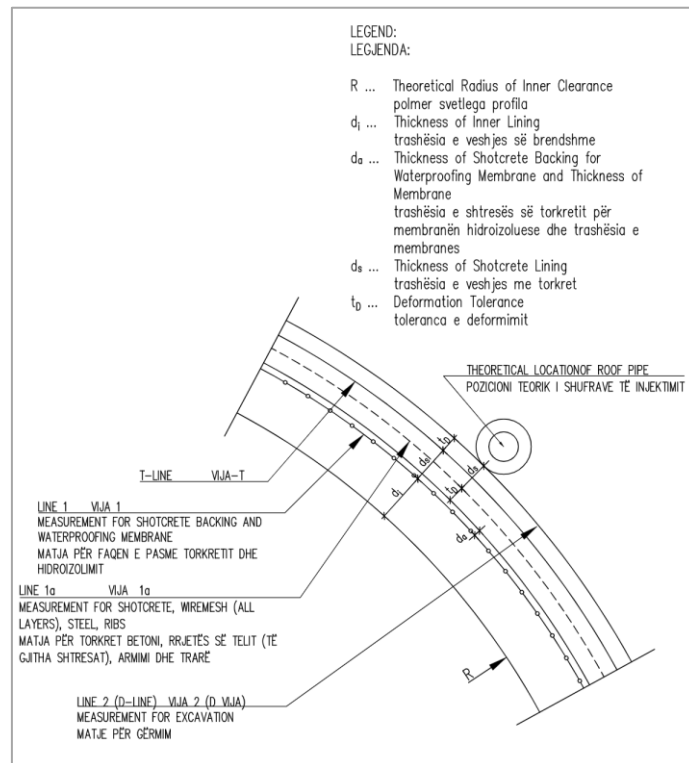 LEGEND:
LEGJENDA:
R ... Theoretical Radius of Inner Clearance
polmer svetlega profila
di ... Thickness of Inner Lining
trashësia e veshjes së brendshme
da ... Thickness of Shotcrete Backing for
Waterproofing Membrane and Thickness of
Membrane
trashësia e shtresës së torkretit për
membranën hidroizoluese dhe trashësia e
membranes
ds ... Thickness of Shotcrete Lining
trashësia e veshjes me torkret
tD ... Deformation Tolerance
toleranca e deformimit
THEORETICAL LOCATIONOF ROOF PIPE
POZICIONI TEORIK I SHUFRAVE TË INJEKTIMIT
tD
ds
ds
tD
di
da
T-LINE VIJA-T
LINE 1 VIJA 1
MEASUREMENT FOR SHOTCRETE BACKING AND
WATERPROOFING MEMBRANE
MATJA PËR FAQEN E PASME TORKRETIT DHE
HIDROIZOLIMIT
LINE 1a VIJA 1a
MEASUREMENT FOR SHOTCRETE, WIREMESH (ALL
LAYERS), STEEL, RIBS
MATJA PËR TORKRET BETONI, RRJETËS SË TELIT (TË
GJITHA SHTRESAT), ARMIMI DHE TRARË
R
LINE 2 (D-LINE) VIJA 2 (D VIJA)
MEASUREMENT FOR EXCAVATION
MATJE PËR GËRMIM